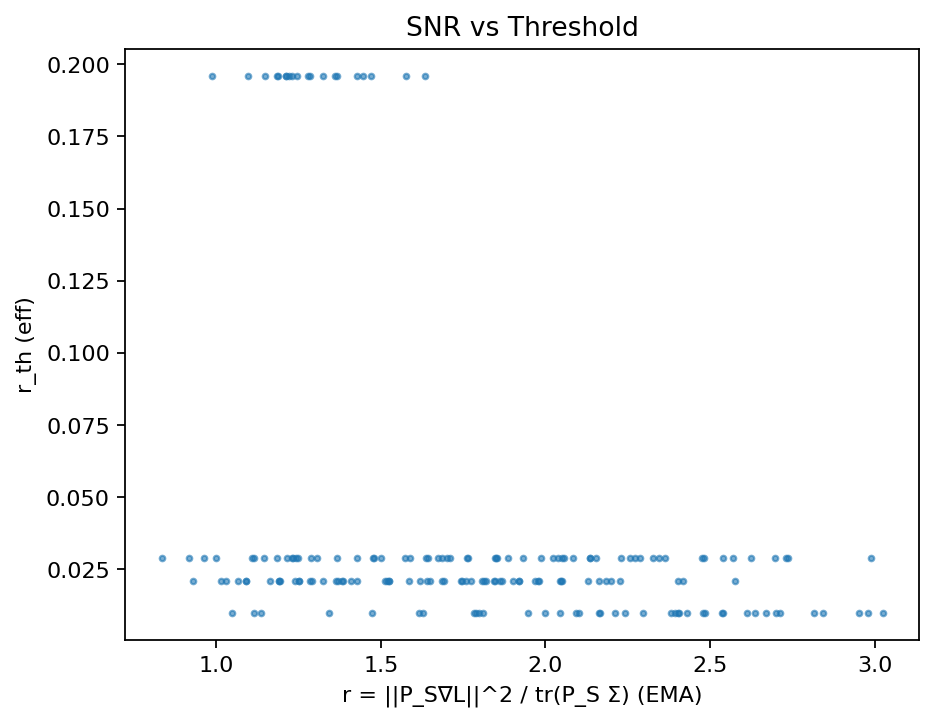 SNR vs Threshold
0.200
0.175
0.150
0.125
0.100
0.075
0.050
0.025
r_th (eff)
1.0 1.5 2.0 2.5 3.0
r = ||P_S∇L||^2 / tr(P_S Σ) (EMA)